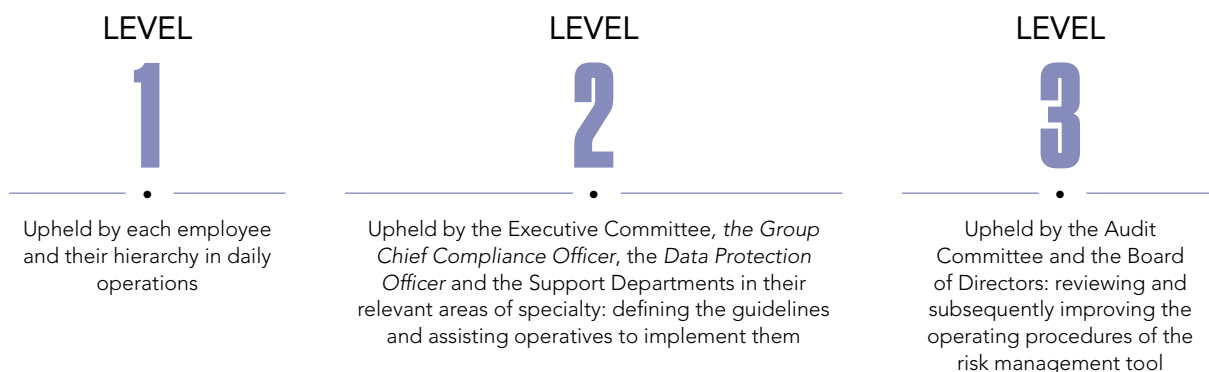 LEVEL
1
Upheld by each employee
and their hierarchy in daily
operations
LEVEL
2
Upheld by the Executive Committee, the Group
Chief Compliance Officer, the Data Protection
Officer and the Support Departments in their
relevant areas of specialty: defining the guidelines
and assisting operatives to implement them
LEVEL
3
Upheld by the Audit
Committee and the Board
of Directors: reviewing and
subsequently improving the
operating procedures of the
risk management tool